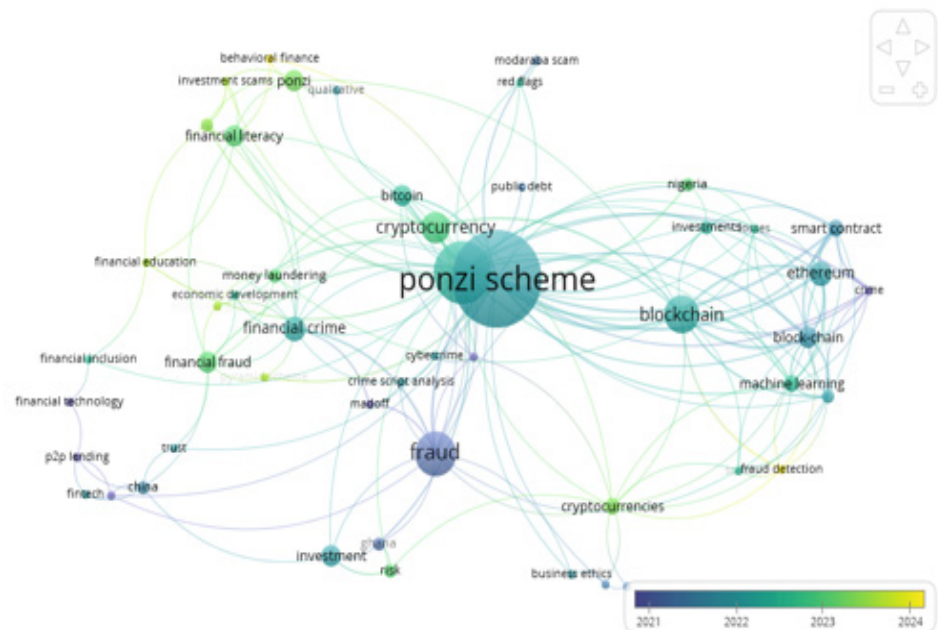 behavioral finance
modaraba scam
investment scams
ponzi
red flags
qualitative
financial literacy
public debt
nigeria
bitcoin
cryptocurrency
investments
smart contract
financial education
money laundering
ponzi scheme
ethereum
crime
economic development
blockchain
financial crime
block-chain
cybercrime
financial inclusion
financial fraud
crime script analysis
machine learning
financial technology
madoff
trust
fraud
p2p lending
fraud detection
fintech
china
cryptocurrencies
ghana
investment
risk
business ethics
2021
2022
2023
2024